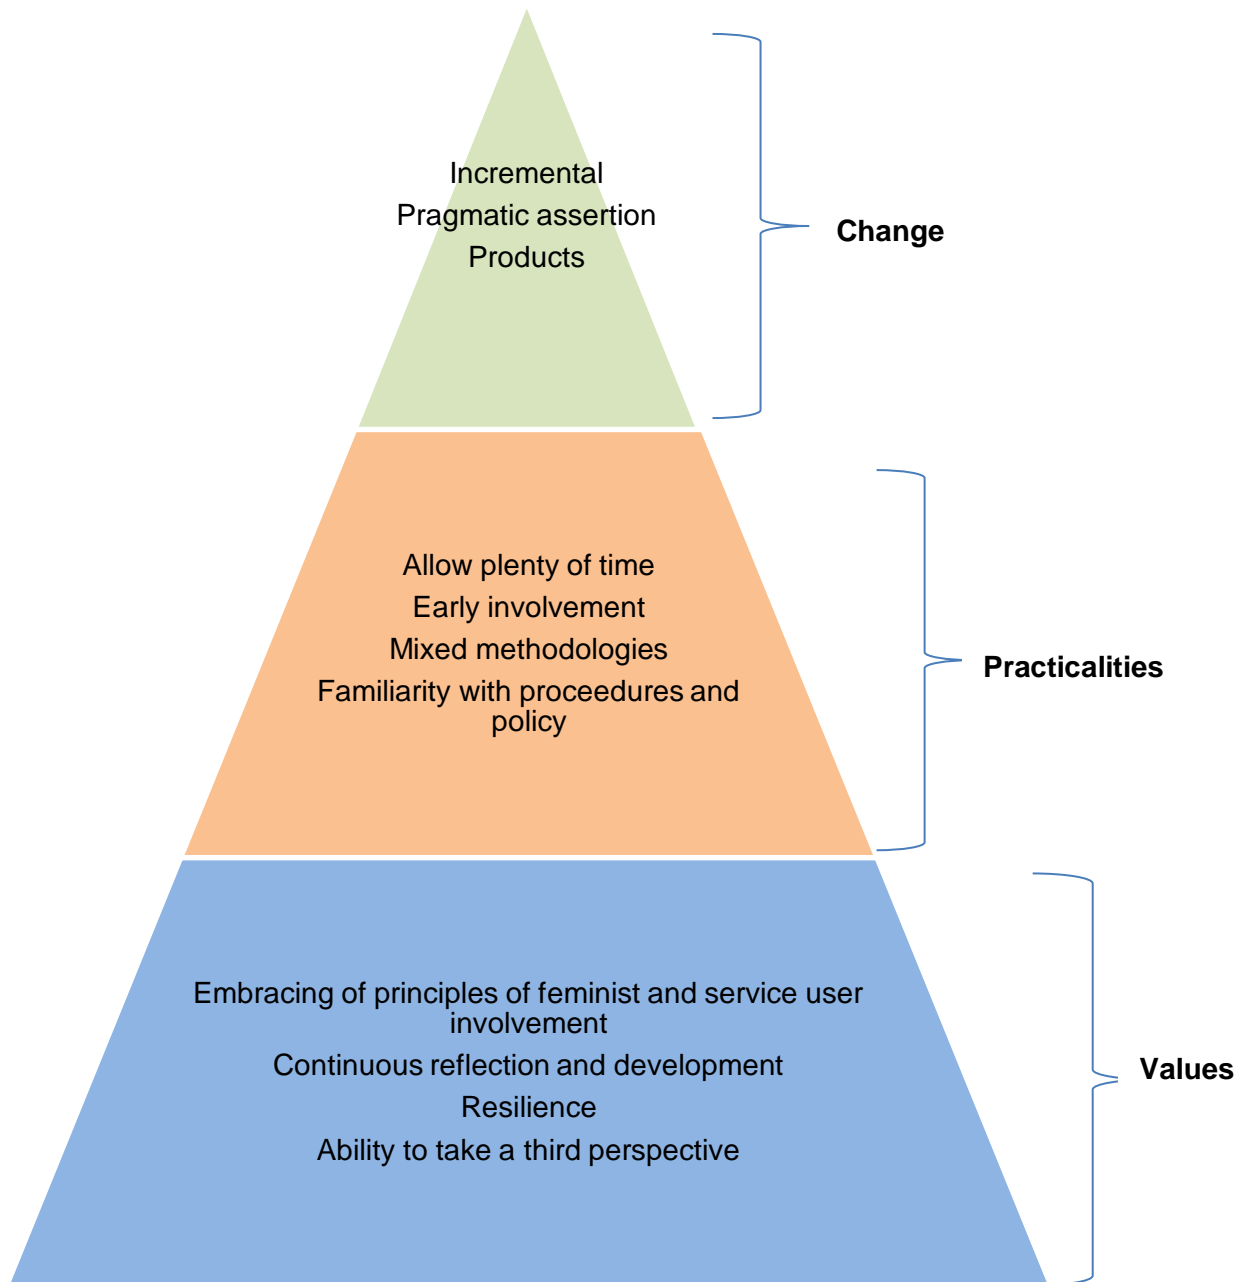 Incremental
Pragmatic assertion
Products
Change
Allow plenty of time
Early involvement
Mixed methodologies
Familiarity with proceedures and
policy
Practicalities
Embracing of principles of feminist and service user
involvement
Continuous reflection and development
Resilience
Ability to take a third perspective
Values